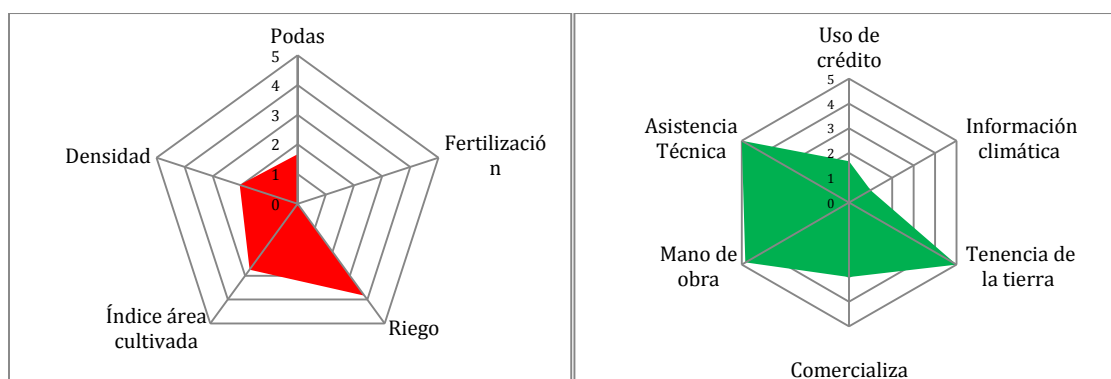 Podas
5
4
3
2
1
0
Densidad
Fertilizació
n
Índice área
cultivada
Riego
Uso de
crédito
5
4
3
2
1
0
Asistencia
Técnica
Información
climática
Mano de
obra
Tenencia de
la tierra
Comercializa